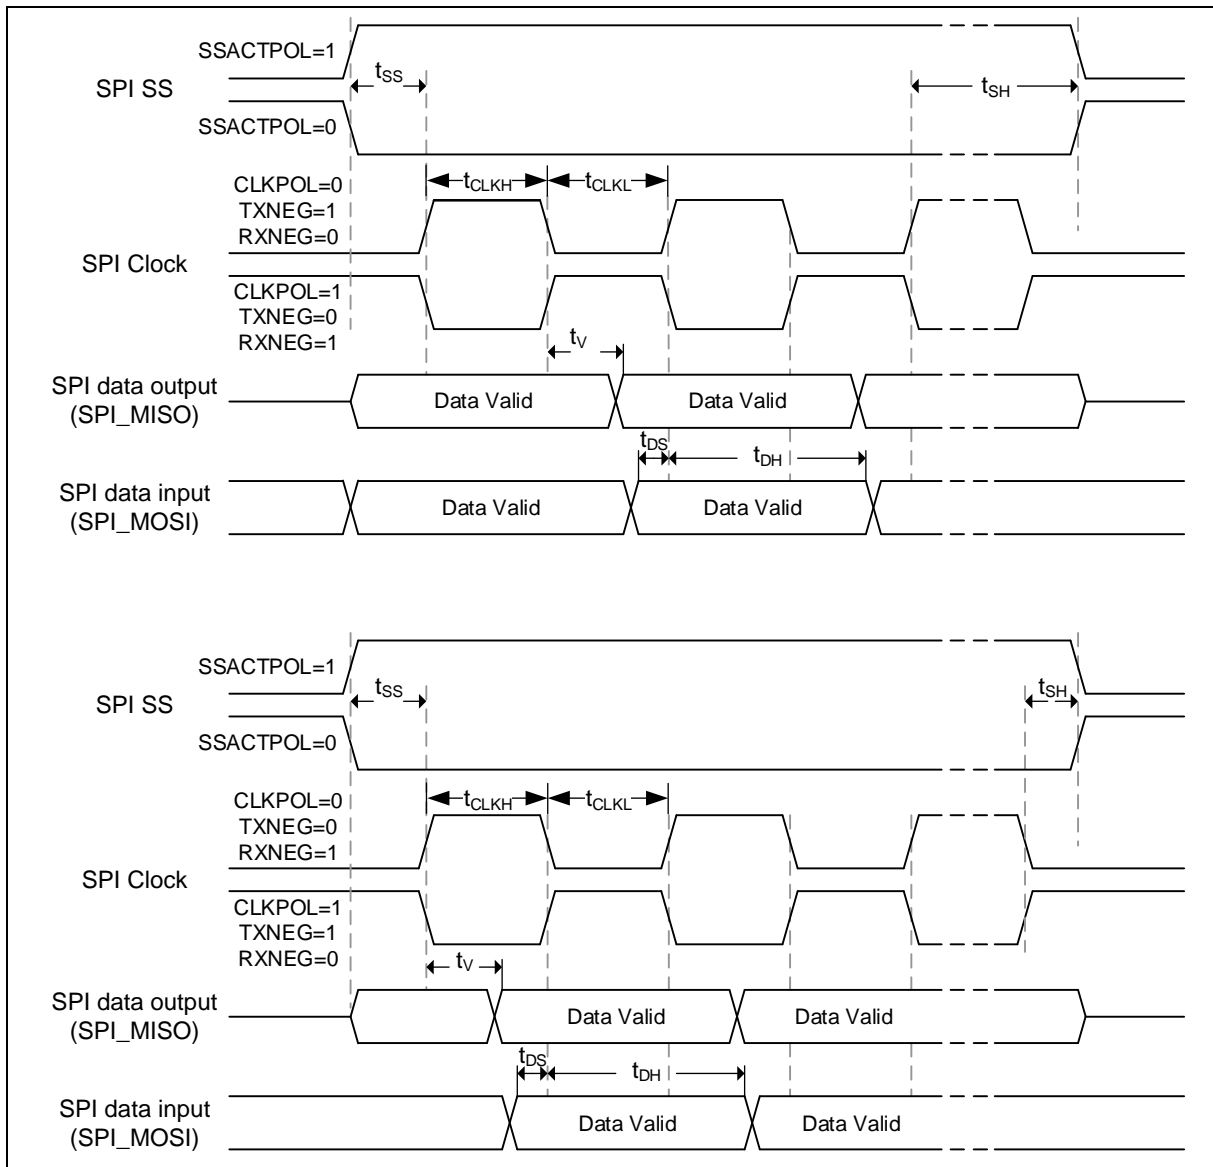 SSACTPOL=1
SPI SS
tSS
tSH
SSACTPOL=0
CLKPOL=0
TXNEG=1
RXNEG=0
tCLKH
tCLKL
SPI Clock
CLKPOL=1
TXNEG=0
RXNEG=1
tV
SPI data output
(SPI_MISO)
Data Valid
Data Valid
tDS
tDH
SPI data input
(SPI_MOSI)
Data Valid
Data Valid
SSACTPOL=1
SPI SS
tSS
tSH
SSACTPOL=0
CLKPOL=0
TXNEG=0
RXNEG=1
tCLKH
tCLKL
SPI Clock
CLKPOL=1
TXNEG=1
RXNEG=0
tV
SPI data output
(SPI_MISO)
Data Valid
Data Valid
tDS
tDH
SPI data input
(SPI_MOSI)
Data Valid
Data Valid